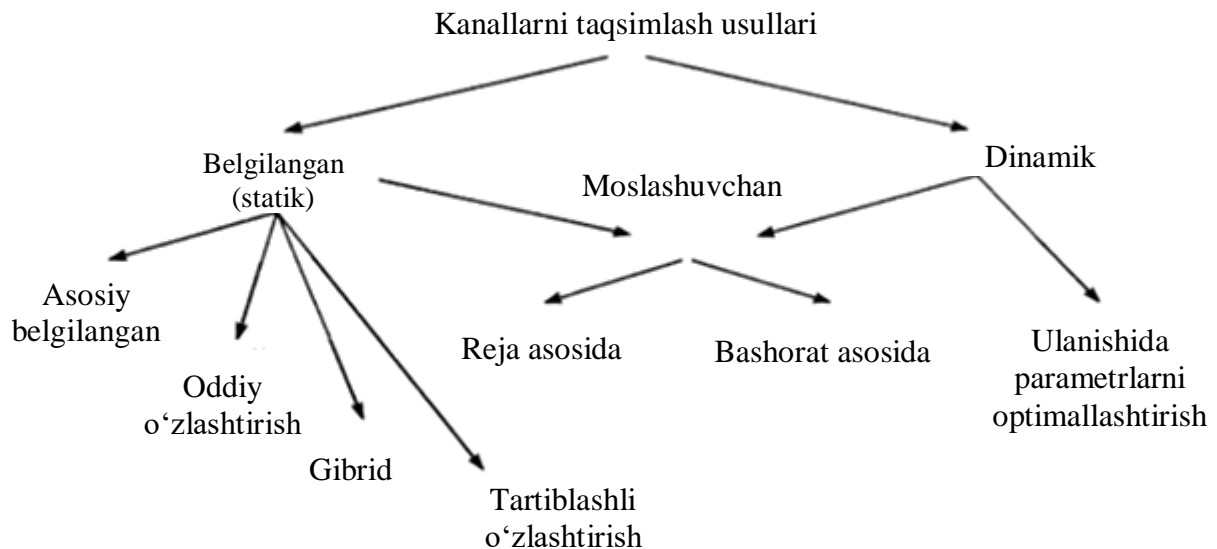 Kanallarni taqsimlash usullari
Belgilangan
(statik)
Moslashuvchan
Dinamik
Asosiy
belgilangan
Oddiy
o‘zlashtirish
Gibrid
Tartiblashli
o‘zlashtirish
Reja asosida
Bashorat asosida
Ulanishida
parametrlarni
optimallashtirish